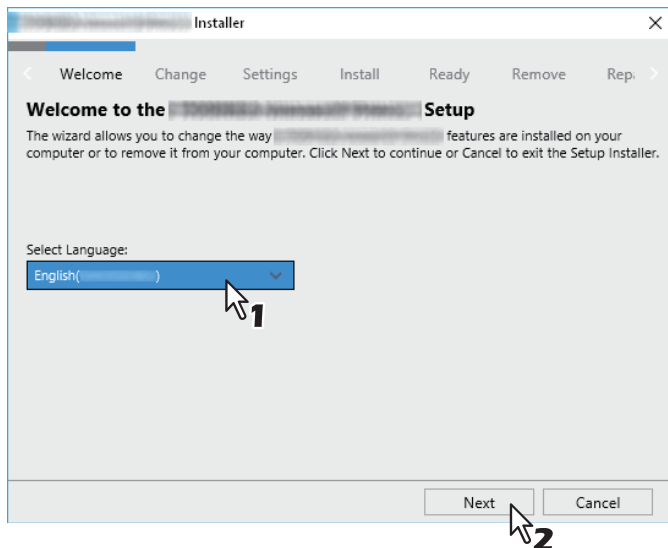 Installer
Welcome Change Settings Install Ready Remove Rep
Welcome to the Setup
The wizard allows you to change the way features are installed on your
computer or to remove it from your computer. Click Next to continue or Cancel to exit the Setup Installer.
Select Language:
English( )
1
Next Cancel
2